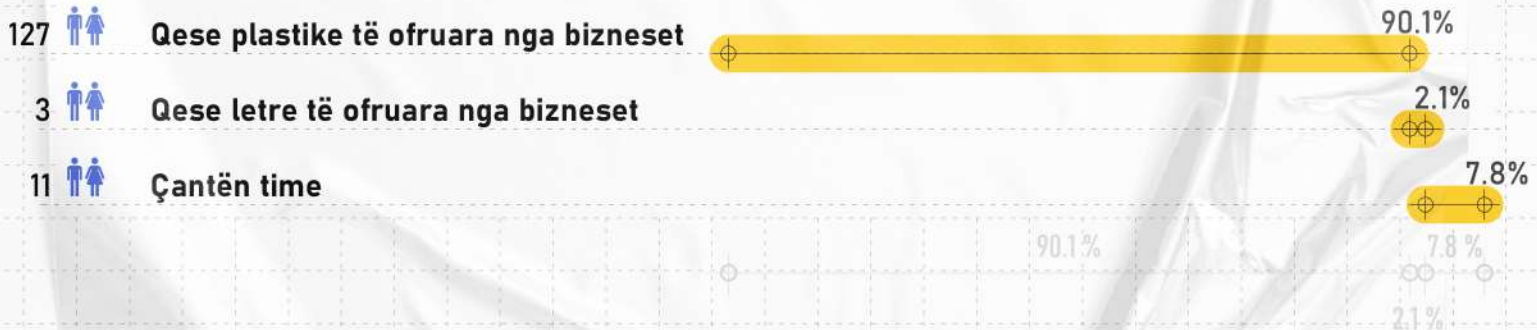 127 Qese plastike të ofruara nga bizneset 90.1%
3 Qese letre të ofruara nga bizneset 2.1%
11 Çantën time 7.8%
90.1% 7.8 %
2.1 %